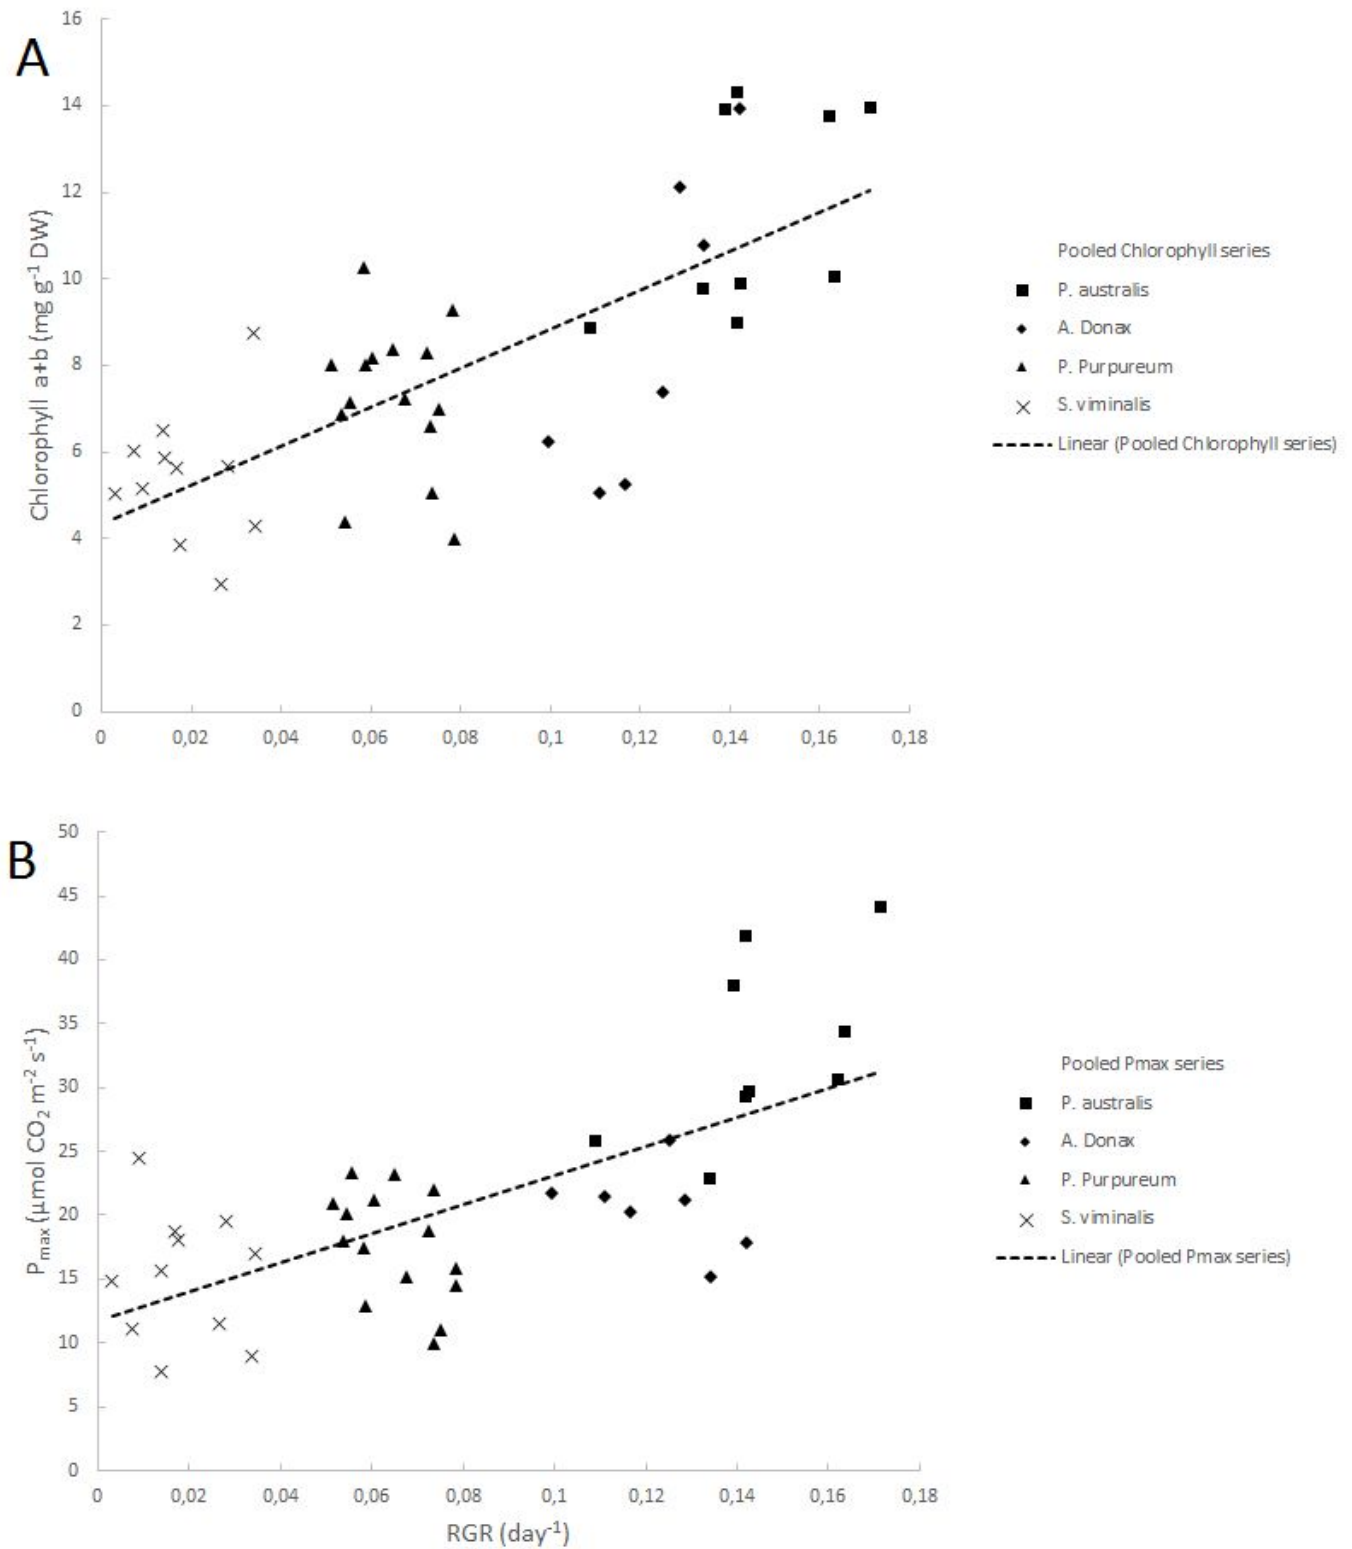 A
16
14
12
10
8
6
4
2
0
Chlorophyll a+b (mg g⁻¹ DW)
0 0,02 0,04 0,06 0,08 0,1 0,12 0,14 0,16 0,18
Pooled Chlorophyll series
P. australis
A. Donax
P. Purpureum
S. viminalis
Linear (Pooled Chlorophyll series)
B
50
45
40
35
30
25
20
15
10
5
0
Pmax (µmol CO₂ m⁻² s⁻¹)
0 0,02 0,04 0,06 0,08 0,1 0,12 0,14 0,16 0,18
RGR (day⁻¹)
Pooled Pmax series
P. australis
A. Donax
P. Purpureum
S. viminalis
Linear (Pooled Pmax series)